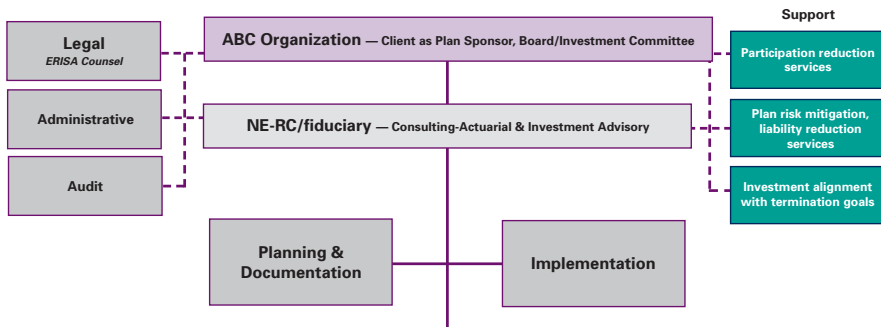 Support
Legal
ERISA Counsel
ABC Organization — Client as Plan Sponsor, Board/Investment Committee
Participation reduction
services
Administrative
NE-RC/fiduciary — Consulting-Actuarial & Investment Advisory
Plan risk mitigation,
liability reduction
services
Audit
Investment alignment
with termination goals
Planning &
Documentation
Implementation